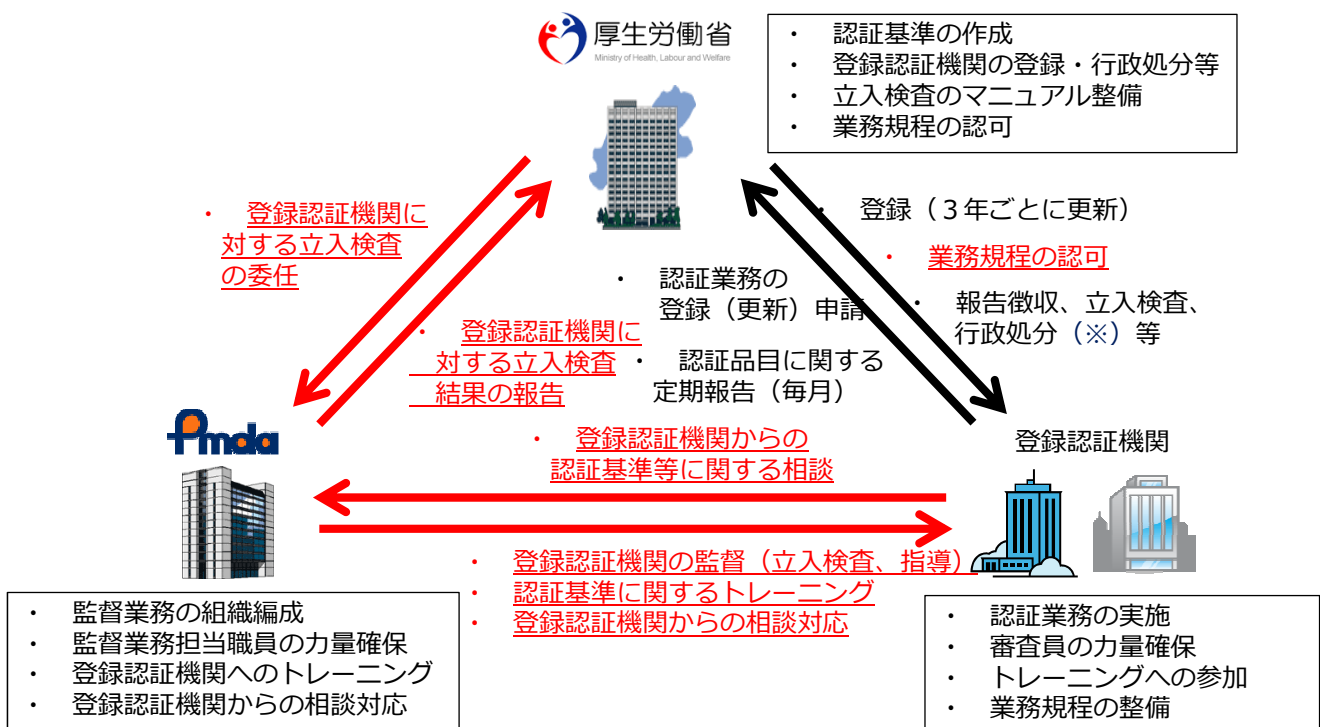 厚生労働省
Ministry of Health, Labour and Welfare
・ 認証基準の作成
・ 登録認証機関の登録・行政処分等
・ 立入検査のマニュアル整備
・ 業務規程の認可
・ 登録認証機関に
対する立入検査
の委任
・ 登録（３年ごとに更新）
・ 業務規程の認可
・ 報告徴収、立入検査、
行政処分（※）等
・ 認証業務の
登録（更新）申請
・ 認証品目に関する
定期報告（毎月）
・ 登録認証機関に
対する立入検査
結果の報告
pmda
・ 登録認証機関からの
認証基準等に関する相談
登録認証機関
・ 登録認証機関の監督（立入検査、指導）
・ 認証基準に関するトレーニング
・ 登録認証機関からの相談対応
・ 監督業務の組織編成
・ 監督業務担当職員の力量確保
・ 登録認証機関へのトレーニング
・ 登録認証機関からの相談対応
・ 認証業務の実施
・ 審査員の力量確保
・ トレーニングへの参加
・ 業務規程の整備